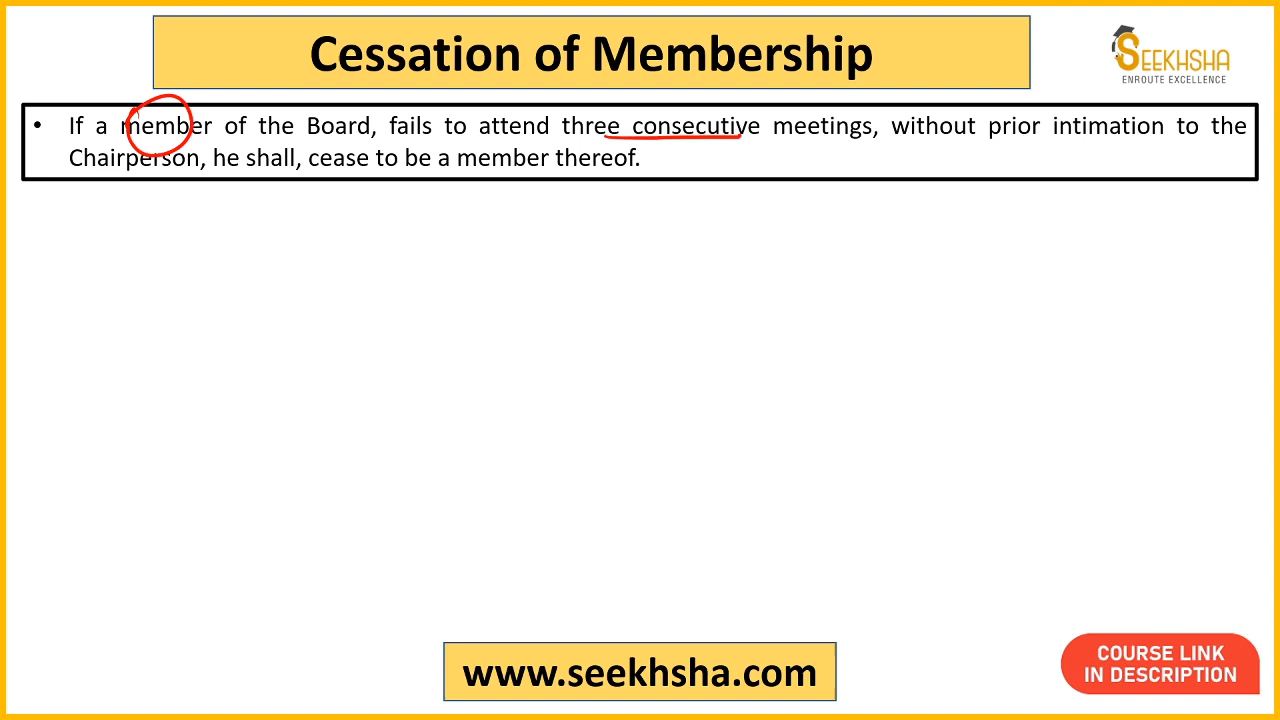 Cessation of Membership
SEEKHSHA
ENROUTE EXCELLENCE
• If a member of the Board, fails to attend three consecutive meetings, without prior intimation to the
Chairperson, he shall, cease to be a member thereof.
www.seekhsha.com
COURSE LINK
IN DESCRIPTION